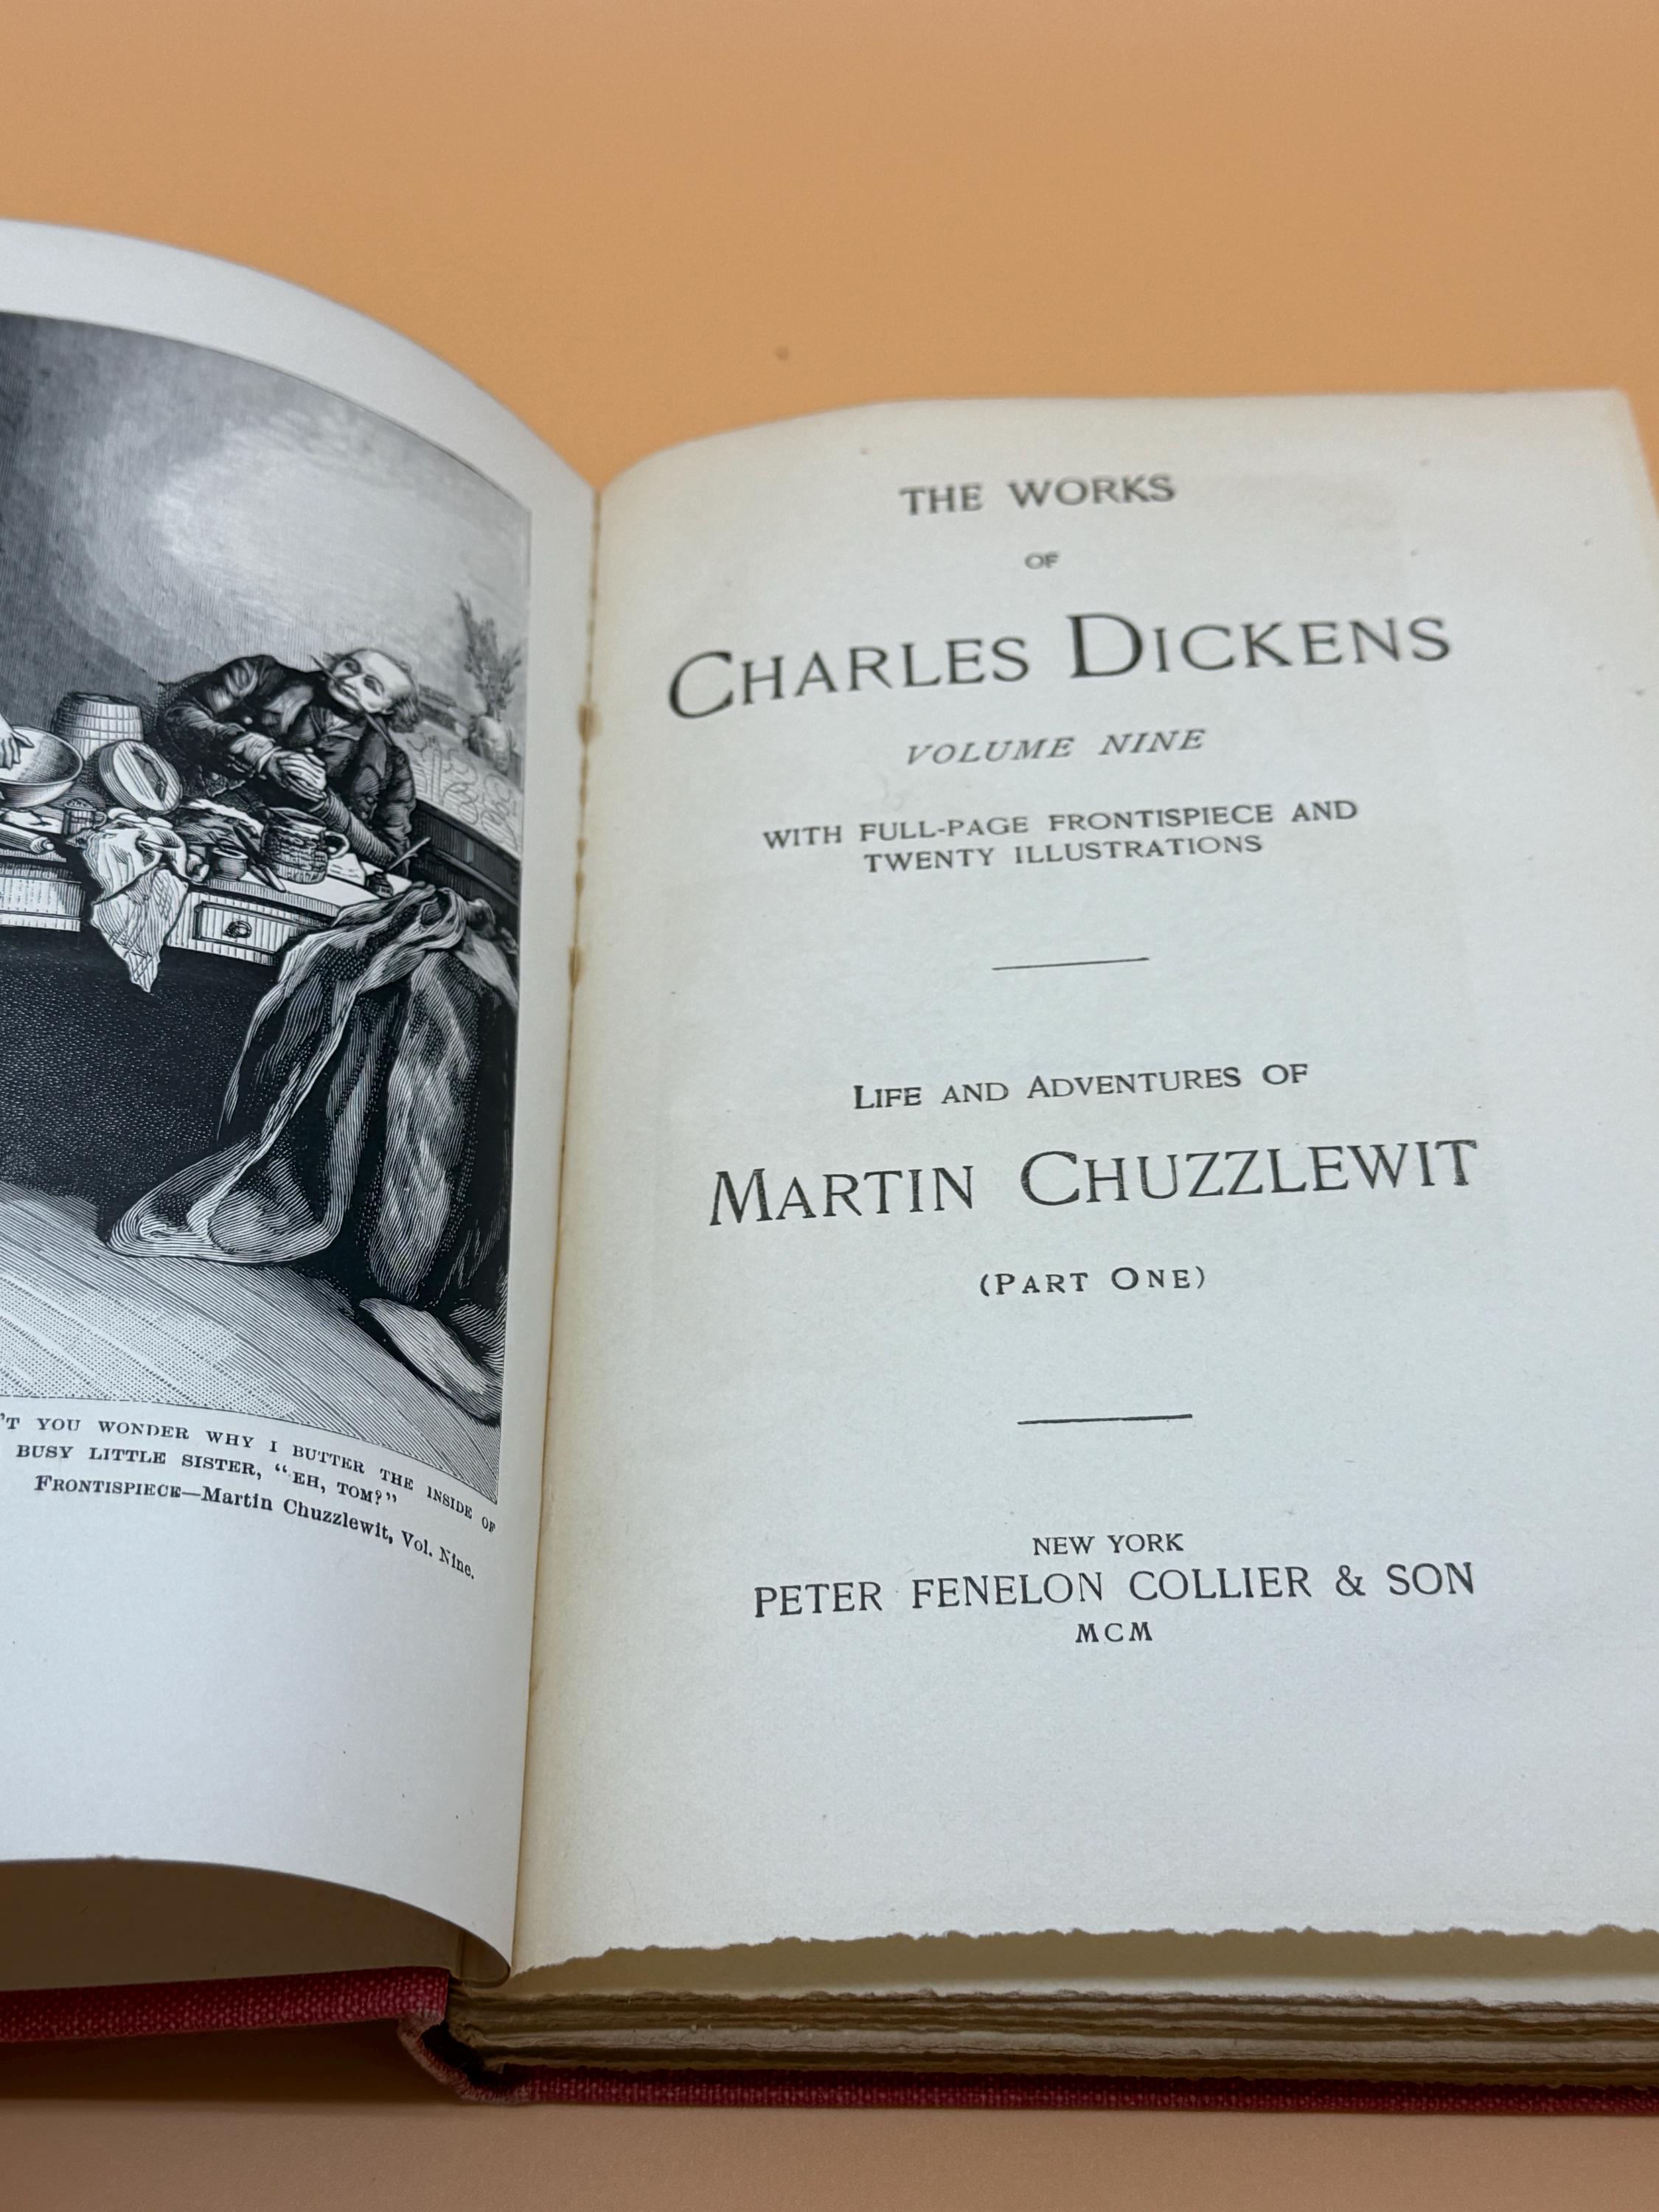 'T YOU WONDER WHY I BUTTER THE INSIDE OF
BUSY LITTLE SISTER, "EH, TOM?"
FRONTISPIECE—Martin Chuzzlewit, Vol. Nine.
THE WORKS
OF
CHARLES DICKENS
VOLUME NINE
WITH FULL-PAGE FRONTISPIECE AND
TWENTY ILLUSTRATIONS
LIFE AND ADVENTURES OF
MARTIN CHUZZLEWIT
(PART ONE)
NEW YORK
PETER FENELON COLLIER & SON
MCM